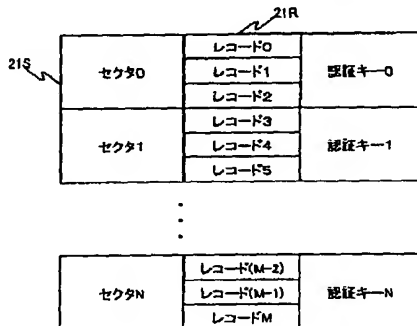 21R
21S
セクタ0
レコード0
レコード1
レコード2
認証キー0
セクタ1
レコード3
レコード4
レコード5
認証キー1
セクタN
レコード(M-2)
レコード(M-1)
レコードM
認証キーN